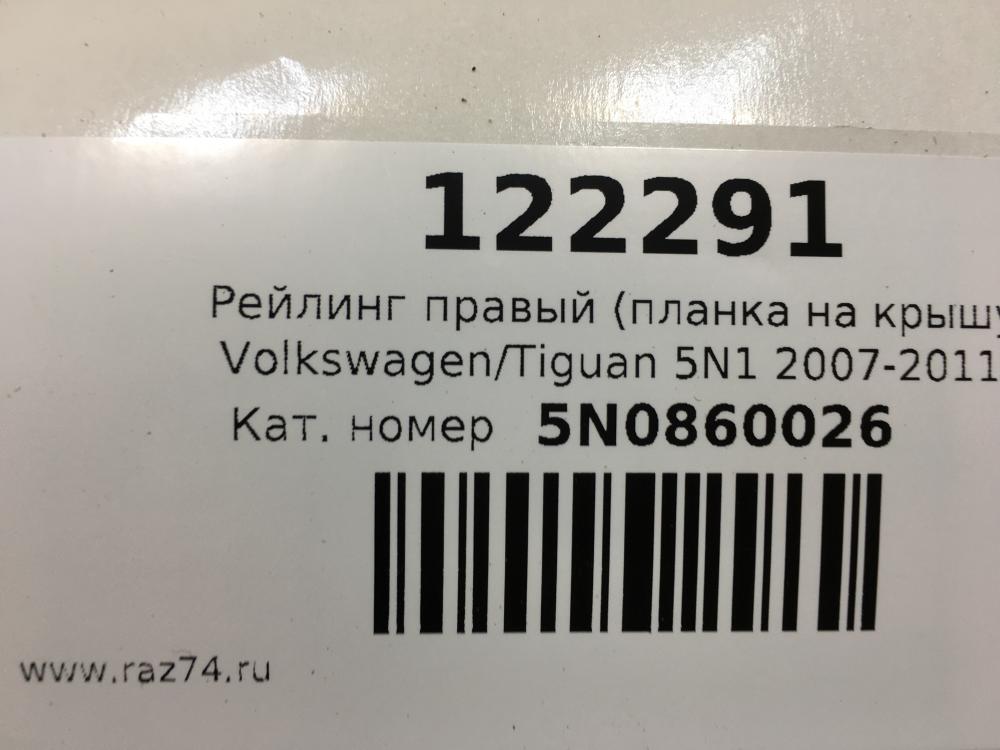 122291
Рейлинг правый (планка на крышу
Volkswagen/Tiguan 5N1 2007-2011
Кат. номер 5N0860026
www.raz74.ru